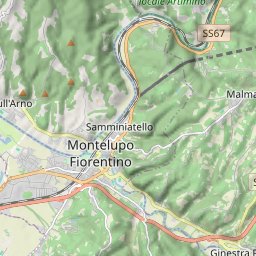 locale Artimino
SS67
Malma
ull'Arno
Samminiatello
Montelupo
Fiorentino
Ginestra F